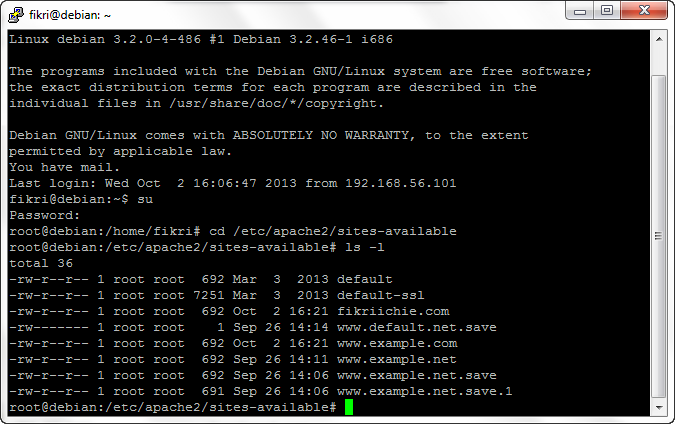 fikri@debian: ~
Linux debian 3.2.0-4-486 #1 Debian 3.2.46-1 i686
The programs included with the Debian GNU/Linux system are free software;
the exact distribution terms for each program are described in the
individual files in /usr/share/doc/*/copyright.
Debian GNU/Linux comes with ABSOLUTELY NO WARRANTY, to the extent
permitted by applicable law.
You have mail.
Last login: Wed Oct  2 16:06:47 2013 from 192.168.56.101
fikri@debian:~$ su
Password:
root@debian:/home/fikri# cd /etc/apache2/sites-available
root@debian:/etc/apache2/sites-available# ls -l
total 36
-rw-r--r-- 1 root root  692 Mar  3  2013 default
-rw-r--r-- 1 root root 7251 Mar  3  2013 default-ssl
-rw-r--r-- 1 root root  692 Oct  2 16:21 fikriichie.com
-rw------- 1 root root    1 Sep 26 14:14 www.default.net.save
-rw-r--r-- 1 root root  692 Oct  2 16:21 www.example.com
-rw-r--r-- 1 root root  692 Sep 26 14:11 www.example.net
-rw-r--r-- 1 root root  692 Sep 26 14:06 www.example.net.save
-rw-r--r-- 1 root root  691 Sep 26 14:06 www.example.net.save.1
root@debian:/etc/apache2/sites-available#